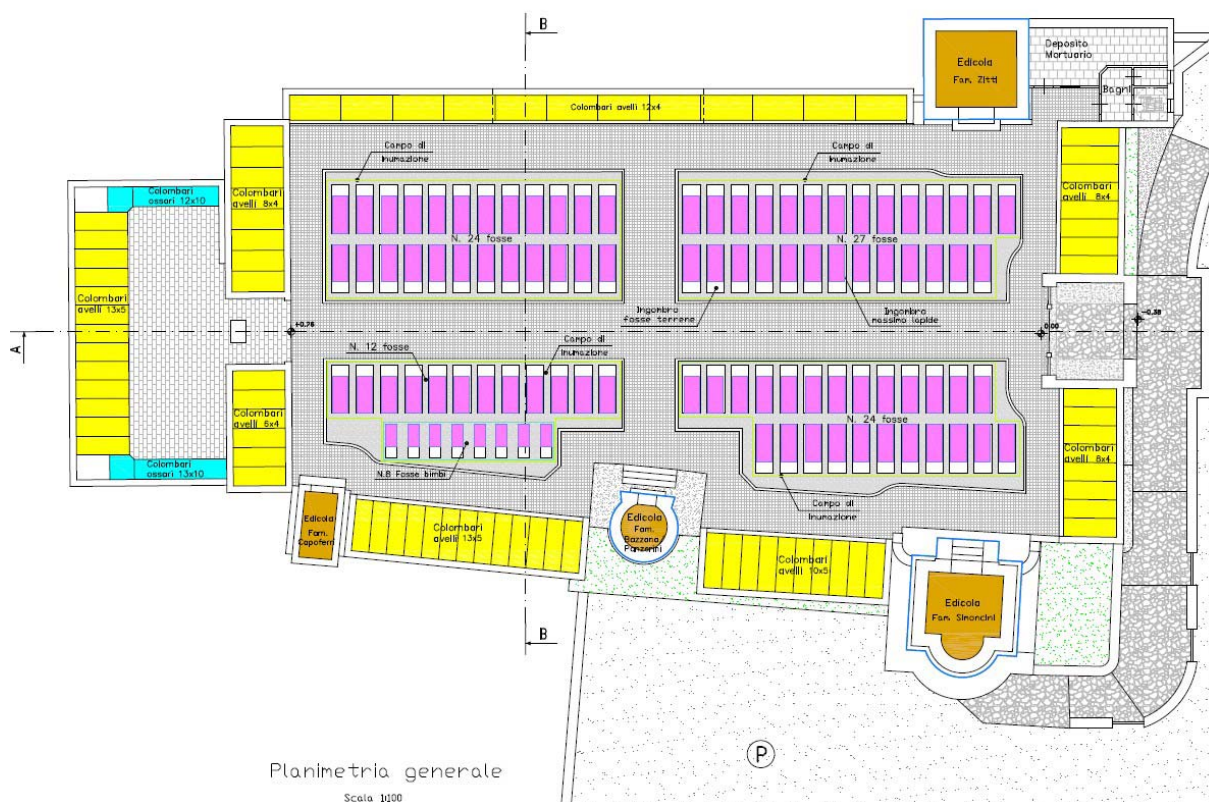 B
Deposito
Mortuario
Edicola
Fam. Zitti
Bagni
Colombari avelli 12x4
Campo di
inumazione
Campo di
inumazione
Colombari
ossari 12x10
Colombari
avelli 8x4
Colombari
avelli 8x4
N. 24 fosse
N. 27 fosse
Colombari
avelli 13x5
Ingombro
fosse terrene
Ingombro
massimo lapide
+0.76
0.00
-0.38
A
N. 12 fosse
Campo di
inumazione
Colombari
avelli 6x4
N. 24 fosse
Colombari
avelli 8x4
Colombari
ossari 13x10
N.8 Fosse bimbi
Campo di
inumazione
Edicola
Fam.
Capoferri
Colombari
avelli 13x5
Edicola
Fam.
Bazzana
Panzerini
Colombari
avelli 10x5
Edicola
Fam. Simoncini
B
P
Planimetria generale
Scala 1:100